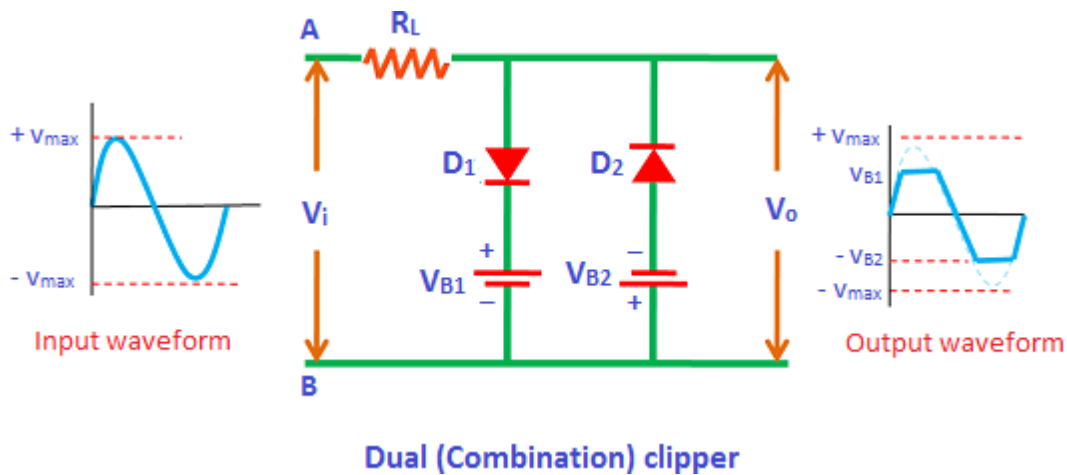 A
RL
+ vmax
- vmax
Input waveform
Vi
D1
D2
+
VB1
–
–
VB2
+
Vo
B
+ vmax
vB1
- vB2
- vmax
Output waveform
Dual (Combination) clipper